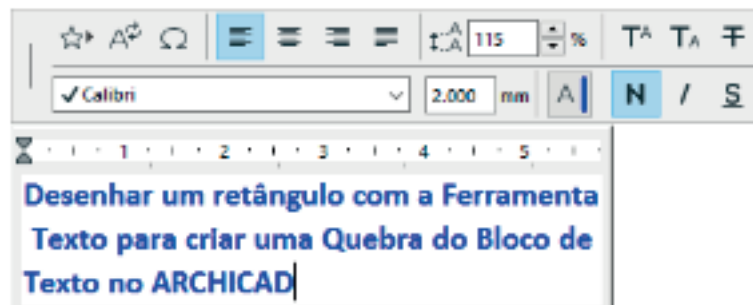 115 %
Calibri 2.000 mm A N I S
1 2 3 4 5
Desenhar um retângulo com a Ferramenta
Texto para criar uma Quebra do Bloco de
Texto no ARCHICAD